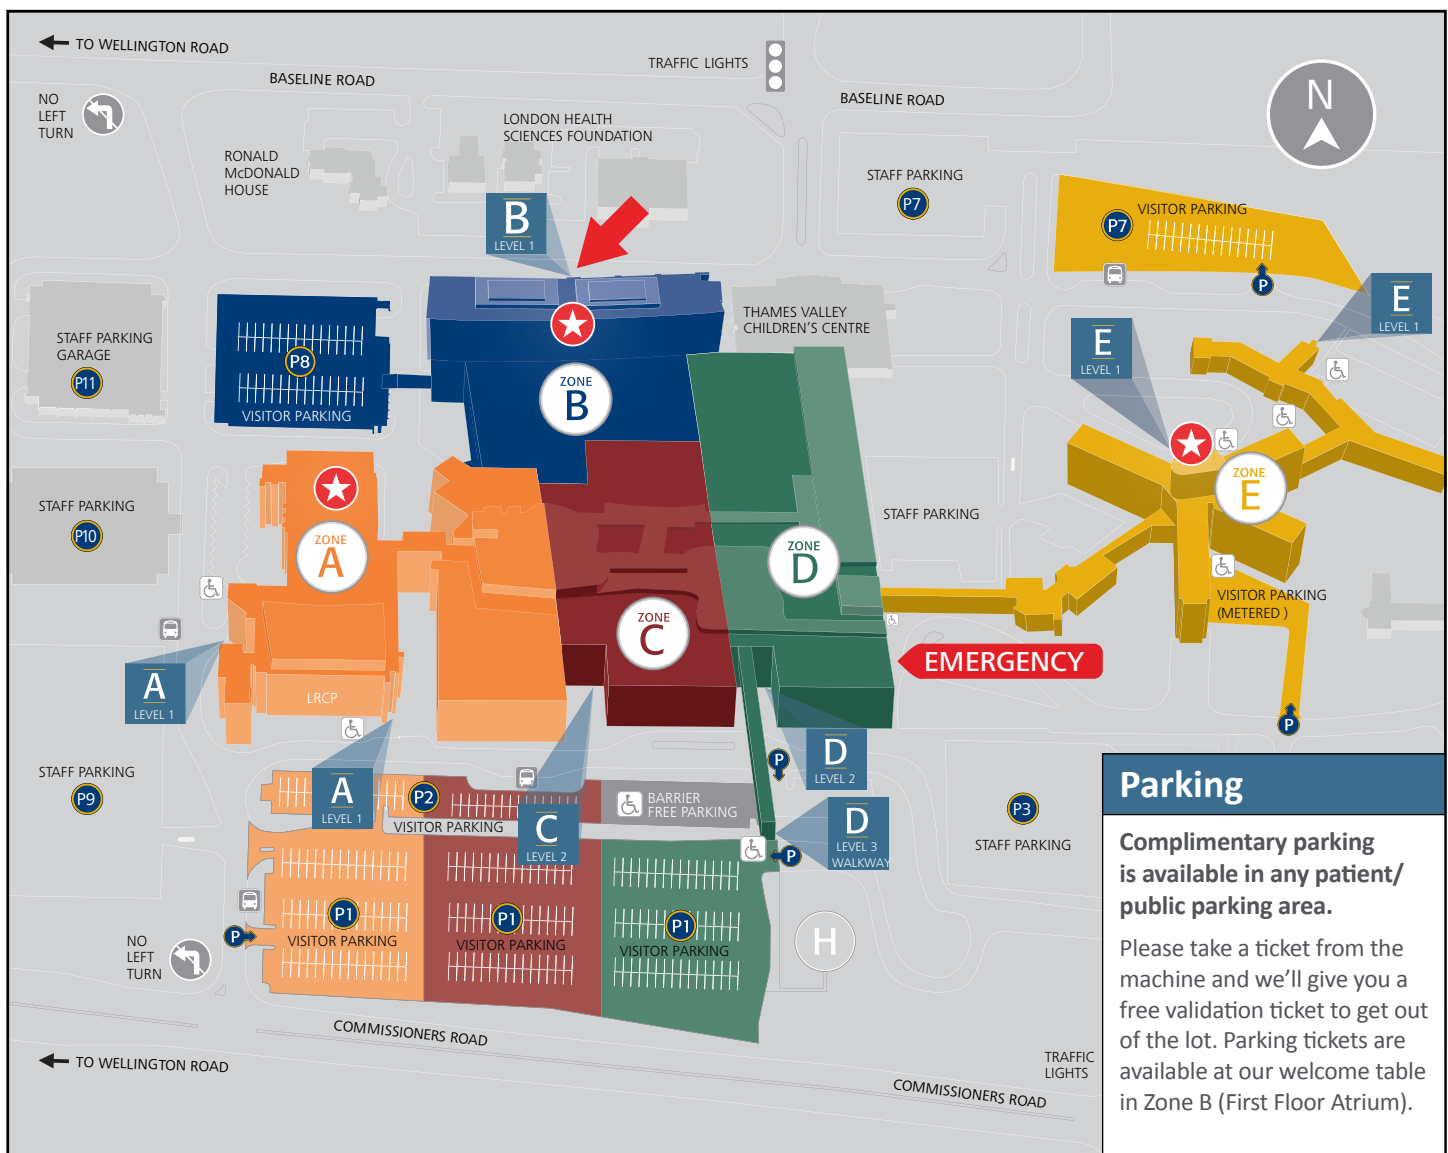 TO WELLINGTON ROAD
BASELINE ROAD
TRAFFIC LIGHTS
BASELINE ROAD
N
NO
LEFT
TURN
RONALD
McDONALD
HOUSE
LONDON HEALTH
SCIENCES FOUNDATION
B
LEVEL 1
STAFF PARKING
P7
VISITOR PARKING
P7
P
E
LEVEL 1
E
LEVEL 1
STAFF PARKING
GARAGE
P11
P8
VISITOR PARKING
THAMES VALLEY
CHILDREN'S CENTRE
ZONE
B
ZONE
E
STAFF PARKING
P10
ZONE
A
STAFF PARKING
ZONE
D
ZONE
C
VISITOR PARKING
(METERED )
EMERGENCY
A
LEVEL 1
LRCP
P
STAFF PARKING
P9
A
LEVEL 1
P2
VISITOR PARKING
C
LEVEL 2
BARRIER
FREE PARKING
P
D
LEVEL 2
D
LEVEL 3
WALKWAY
P
P3
STAFF PARKING
P1
VISITOR PARKING
P1
VISITOR PARKING
P1
VISITOR PARKING
P
H
NO
LEFT
TURN
COMMISSIONERS ROAD
TO WELLINGTON ROAD
COMMISSIONERS ROAD
TRAFFIC
LIGHTS
Parking
Complimentary parking
is available in any patient/
public parking area.
Please take a ticket from the
machine and we'll give you a
free validation ticket to get out
of the lot. Parking tickets are
available at our welcome table
in Zone B (First Floor Atrium).